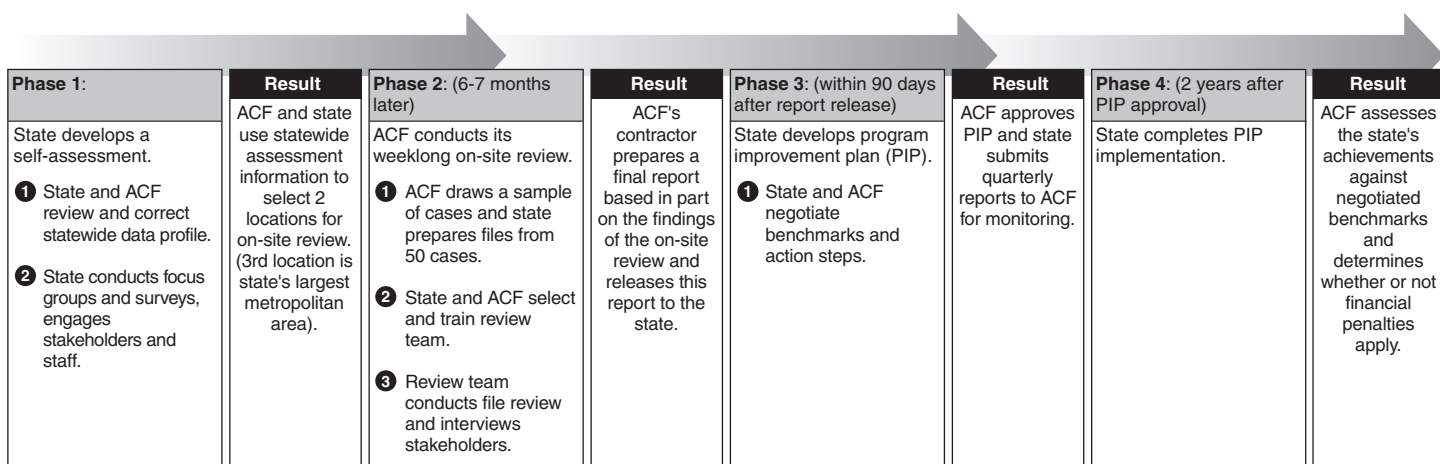 Phase 1:
State develops a
self-assessment.
1 State and ACF
review and correct
statewide data profile.
2 State conducts focus
groups and surveys,
engages
stakeholders and
staff.
Result
ACF and state
use statewide
assessment
information to
select 2
locations for
on-site review.
(3rd location is
state's largest
metropolitan
area).
Phase 2: (6-7 months
later)
ACF conducts its
weeklong on-site review.
1 ACF draws a sample
of cases and state
prepares files from
50 cases.
2 State and ACF select
and train review
team.
3 Review team
conducts file review
and interviews
stakeholders.
Result
ACF's
contractor
prepares a
final report
based in part
on the findings
of the on-site
review and
releases this
report to the
state.
Phase 3: (within 90 days
after report release)
State develops program
improvement plan (PIP).
1 State and ACF
negotiate
benchmarks and
action steps.
Result
ACF approves
PIP and state
submits
quarterly
reports to ACF
for monitoring.
Phase 4: (2 years after
PIP approval)
State completes PIP
implementation.
Result
ACF assesses
the state's
achievements
against
negotiated
benchmarks
and
determines
whether or not
financial
penalties
apply.